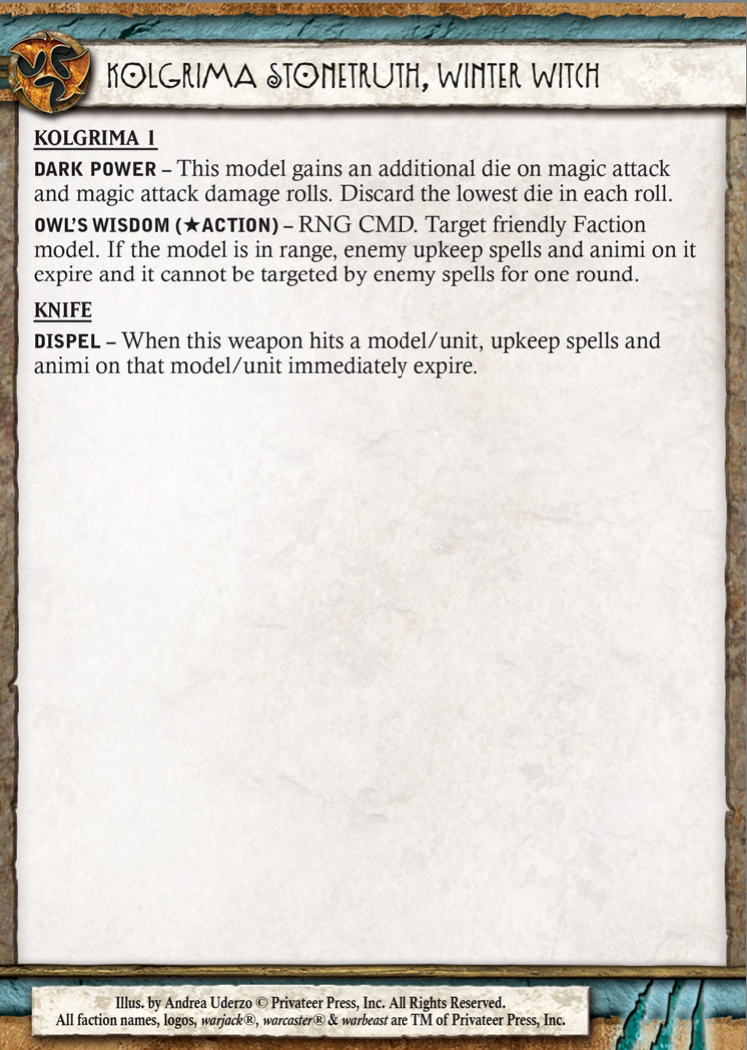 KOLGRIMA STONETRUTH, WINTER WITCH
KOLGRIMA 1
DARK POWER – This model gains an additional die on magic attack
and magic attack damage rolls. Discard the lowest die in each roll.
OWL'S WISDOM (★ACTION) – RNG CMD. Target friendly Faction
model. If the model is in range, enemy upkeep spells and animi on it
expire and it cannot be targeted by enemy spells for one round.
KNIFE
DISPEL – When this weapon hits a model/unit, upkeep spells and
animi on that model/unit immediately expire.
Illus. by Andrea Uderzo © Privateer Press, Inc. All Rights Reserved.
All faction names, logos, warjack®, warcaster® & warbeast are TM of Privateer Press, Inc.